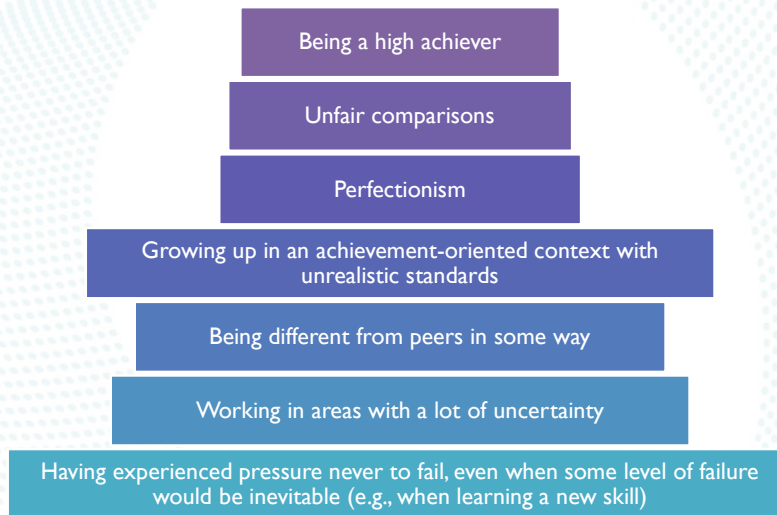 Being a high achiever
Unfair comparisons
Perfectionism
Growing up in an achievement-oriented context with
unrealistic standards
Being different from peers in some way
Working in areas with a lot of uncertainty
Having experienced pressure never to fail, even when some level of failure
would be inevitable (e.g., when learning a new skill)